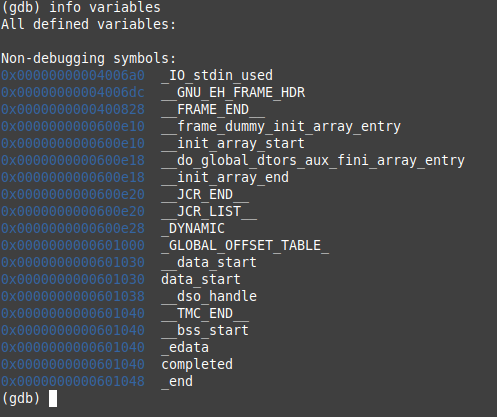 (gdb) info variables
All defined variables:

Non-debugging symbols:
0x00000000004006a0  _IO_stdin_used
0x00000000004006dc  __GNU_EH_FRAME_HDR
0x0000000000400828  __FRAME_END__
0x0000000000600e10  __frame_dummy_init_array_entry
0x0000000000600e10  __init_array_start
0x0000000000600e18  __do_global_dtors_aux_fini_array_entry
0x0000000000600e18  __init_array_end
0x0000000000600e20  __JCR_END__
0x0000000000600e20  __JCR_LIST__
0x0000000000600e28  _DYNAMIC
0x0000000000601000  _GLOBAL_OFFSET_TABLE_
0x0000000000601030  __data_start
0x0000000000601030  data_start
0x0000000000601038  __dso_handle
0x0000000000601040  __TMC_END__
0x0000000000601040  __bss_start
0x0000000000601040  _edata
0x0000000000601040  completed
0x0000000000601048  _end
(gdb)